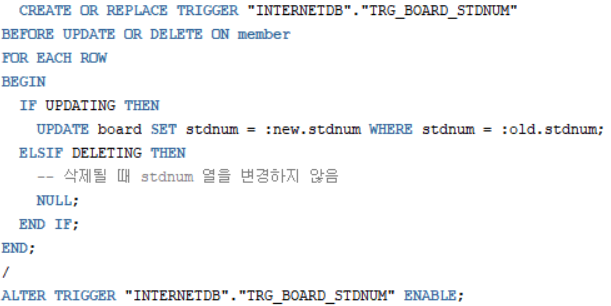 CREATE OR REPLACE TRIGGER "INTERNETDB"."TRG_BOARD_STDNUM"
BEFORE UPDATE OR DELETE ON member
FOR EACH ROW
BEGIN
  IF UPDATING THEN
    UPDATE board SET stdnum = :new.stdnum WHERE stdnum = :old.stdnum;
  ELSIF DELETING THEN
    -- 삭제될 때 stdnum 열을 변경하지 않음
    NULL;
  END IF;
END;
/
ALTER TRIGGER "INTERNETDB"."TRG_BOARD_STDNUM" ENABLE;